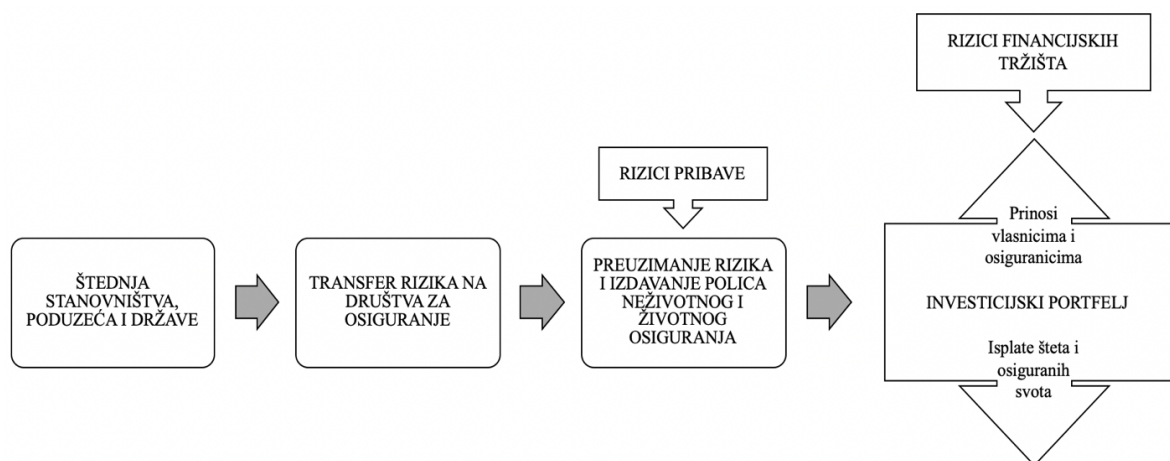 RIZICI FINANCIJSKIH
TRŽIŠTA
RIZICI PRIBAVE
ŠTEDNJA
STANOVNIŠTVA,
PODUZEĆA I DRŽAVE
TRANSFER RIZIKA NA
DRUŠTVA ZA
OSIGURANJE
PREUZIMANJE RIZIKA
I IZDAVANJE POLICA
NEŽIVOTNOG I
ŽIVOTNOG
OSIGURANJA
Prinosi
vlasnicima i
osiguranicima
INVESTICIJSKI PORTFELJ
Isplate šteta i
osiguranih
svota